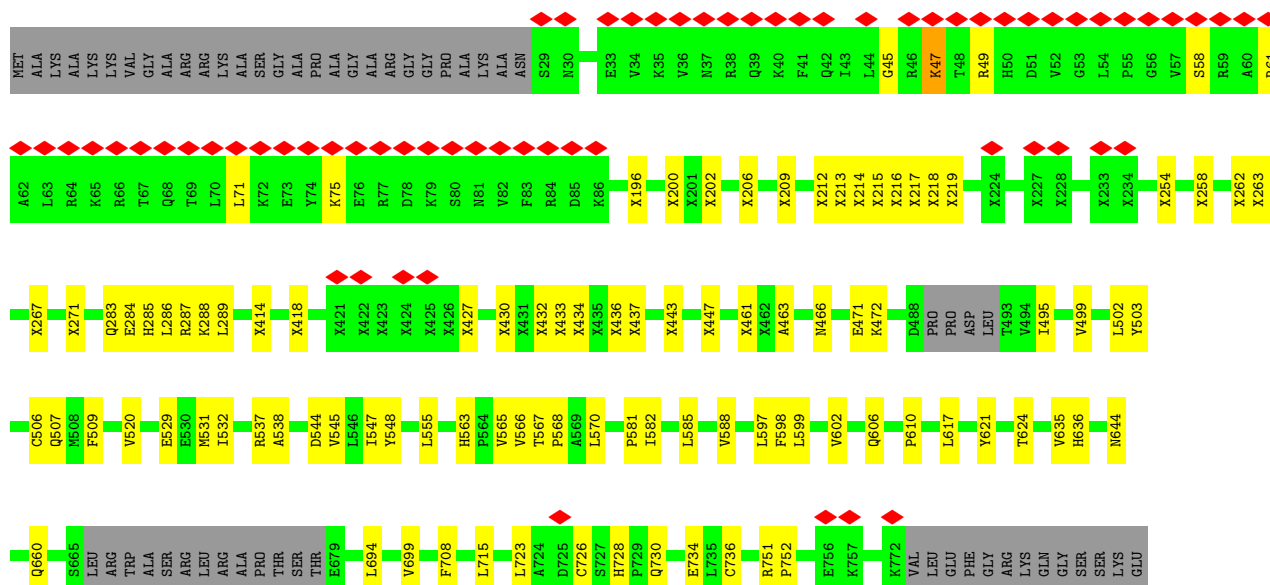 MET ALA LYS ALA LYS LYS VAL GLY ALA ARG ARG LYS ALA SER GLY ALA PRO ALA GLY ALA ARG GLY GLY PRO ALA LYS ALA ASN S29 N30 E33 V34 K35 V36 N37 R38 Q39 K40 F41 Q42 I43 L44 G45 R46 K47 T48 R49 H50 D51 V52 G53 L54 P55 G56 V57 S58 R59 A60 R61
A62 L63 R64 K65 R66 T67 Q68 T69 L70 L71 K72 E73 Y74 K75 E76 R77 D78 K79 S80 N81 V82 F83 R84 D85 K86 X196 X200 X201 X202 X206 X209 X212 X213 X214 X215 X216 X217 X218 X219 X224 X227 X228 X233 X234 X254 X258 X262 X263
X267 X271 Q283 E284 H285 L286 R287 K288 L289 X414 X418 X421 X422 X423 X424 X425 X426 X427 X430 X431 X432 X433 X434 X435 X436 X437 X443 X447 X461 X462 A463 N466 E471 K472 D488 PRO PRO ASP LEU T493 V494 I495 V499 L502 Y503
C506 Q507 M508 F509 V520 E529 E530 M531 I532 R537 A538 D544 V545 L546 I547 Y548 L555 H563 P564 V565 V566 T567 P568 A569 L570 P581 I582 L585 V588 L597 F598 L599 V602 Q606 P610 L617 Y621 T624 V635 H636 N644
Q660 S665 LEU ARG TRP ALA SER ARG LEU ARG ALA PRO THR SER THR E679 L694 V699 F708 L715 L723 A724 D725 C726 S727 H728 P729 Q730 E734 L735 C736 R751 P752 E756 K757 K772 VAL LEU GLU PHE GLY ARG LYS GLN GLY SER SER LYS GLU